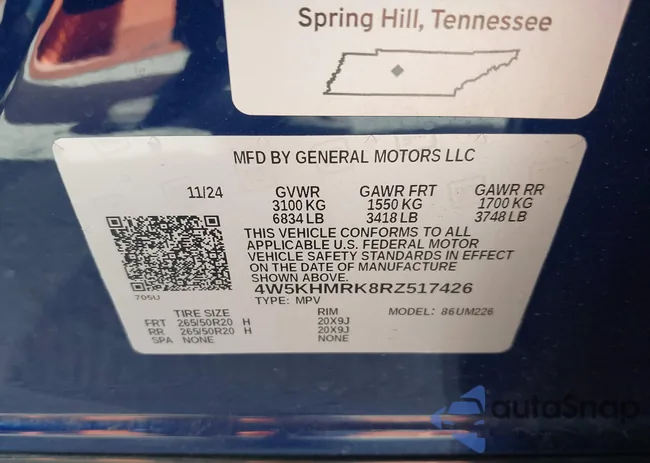 Spring Hill, Tennessee
MFD BY GENERAL MOTORS LLC
11/24 GVWR GAWR FRT GAWR RR
3100 KG 1550 KG 1700 KG
6834 LB 3418 LB 3748 LB
THIS VEHICLE CONFORMS TO ALL
APPLICABLE U.S. FEDERAL MOTOR
VEHICLE SAFETY STANDARDS IN EFFECT
ON THE DATE OF MANUFACTURE
SHOWN ABOVE.
4W5KHMRK8RZ517426
705U
TYPE: MPV MODEL: 86UM226
TIRE SIZE RIM
FRT 265/50R20 H 20X9J
RR 265/50R20 H 20X9J
SPA NONE NONE
autoSnap